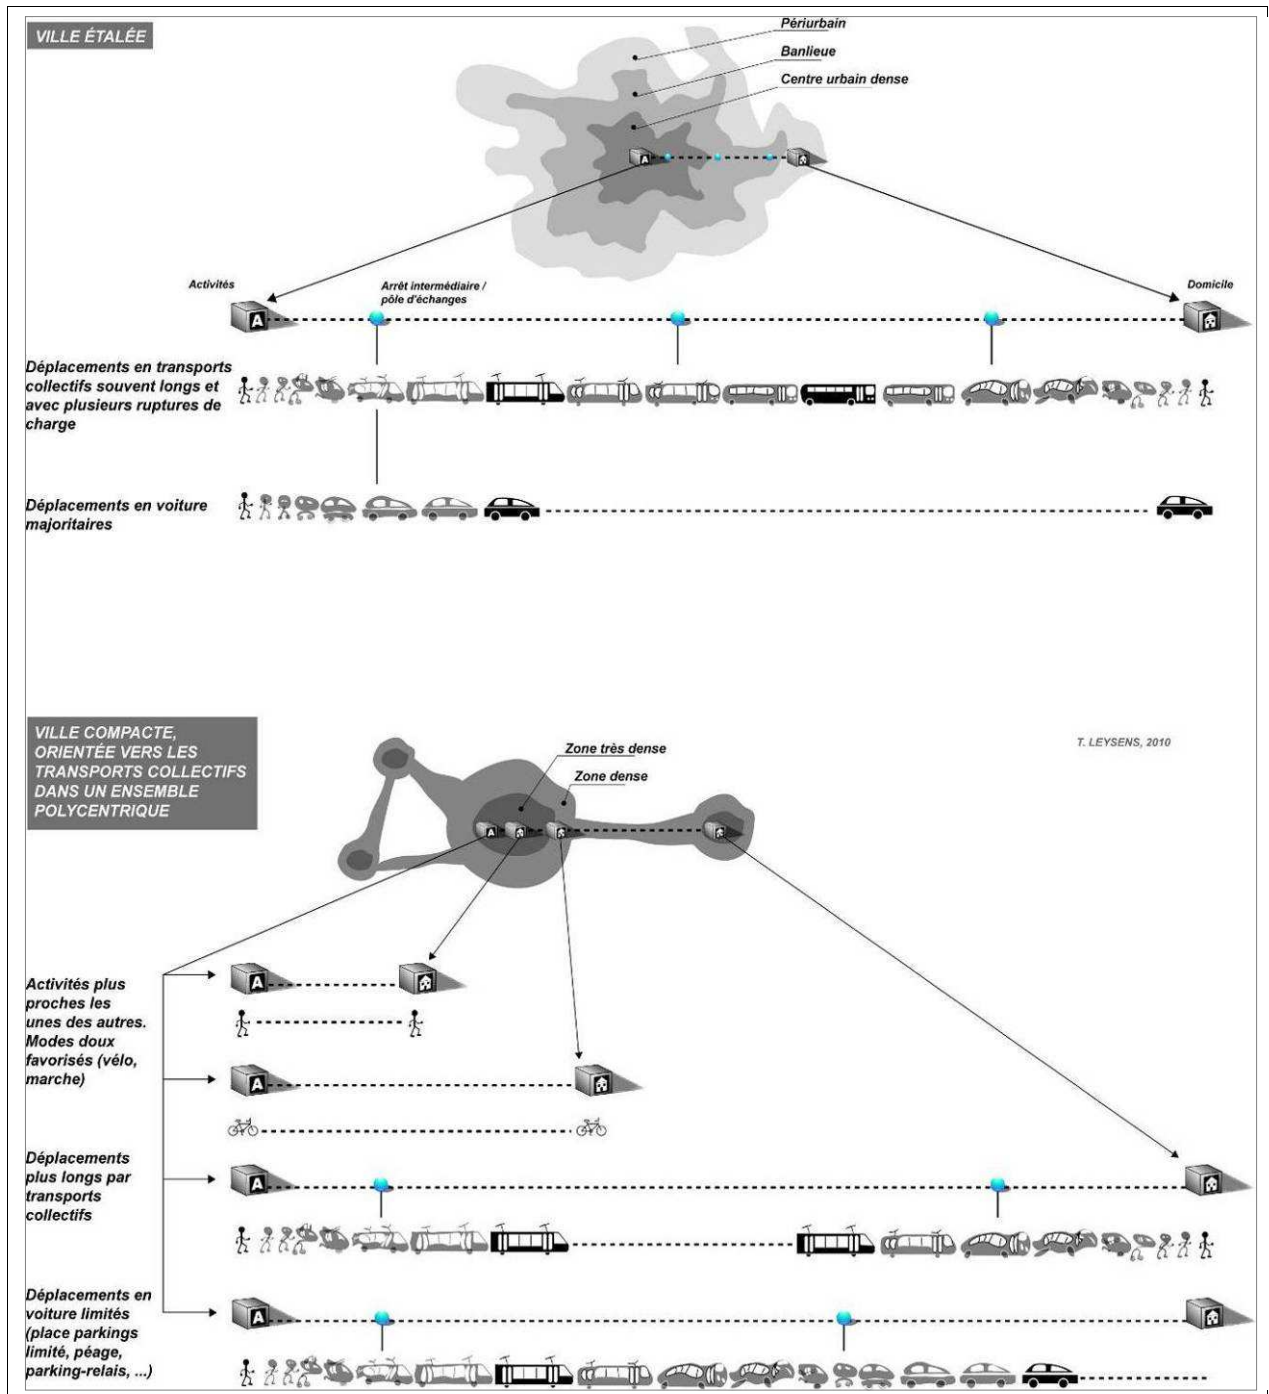 VILLE ÉTALÉE
Périurbain
Banlieue
Centre urbain dense
A
Activités
Arrêt intermédiaire /
pôle d'échanges
Domicile
A
Déplacements en transports
collectifs souvent longs et
avec plusieurs ruptures de
charge
Déplacements en voiture
majoritaires
VILLE COMPACTE,
ORIENTÉE VERS LES
TRANSPORTS COLLECTIFS
DANS UN ENSEMBLE
POLYCENTRIQUE
Zone très dense
Zone dense
T. LEYSENS, 2010
A
A
Activités plus
proches les
unes des autres.
Modes doux
favorisés (vélo,
marche)
A
Déplacements
plus longs par
transports
collectifs
A
Déplacements en
voiture limités
(place parkings
limité, péage,
parking-relais, ...)
A